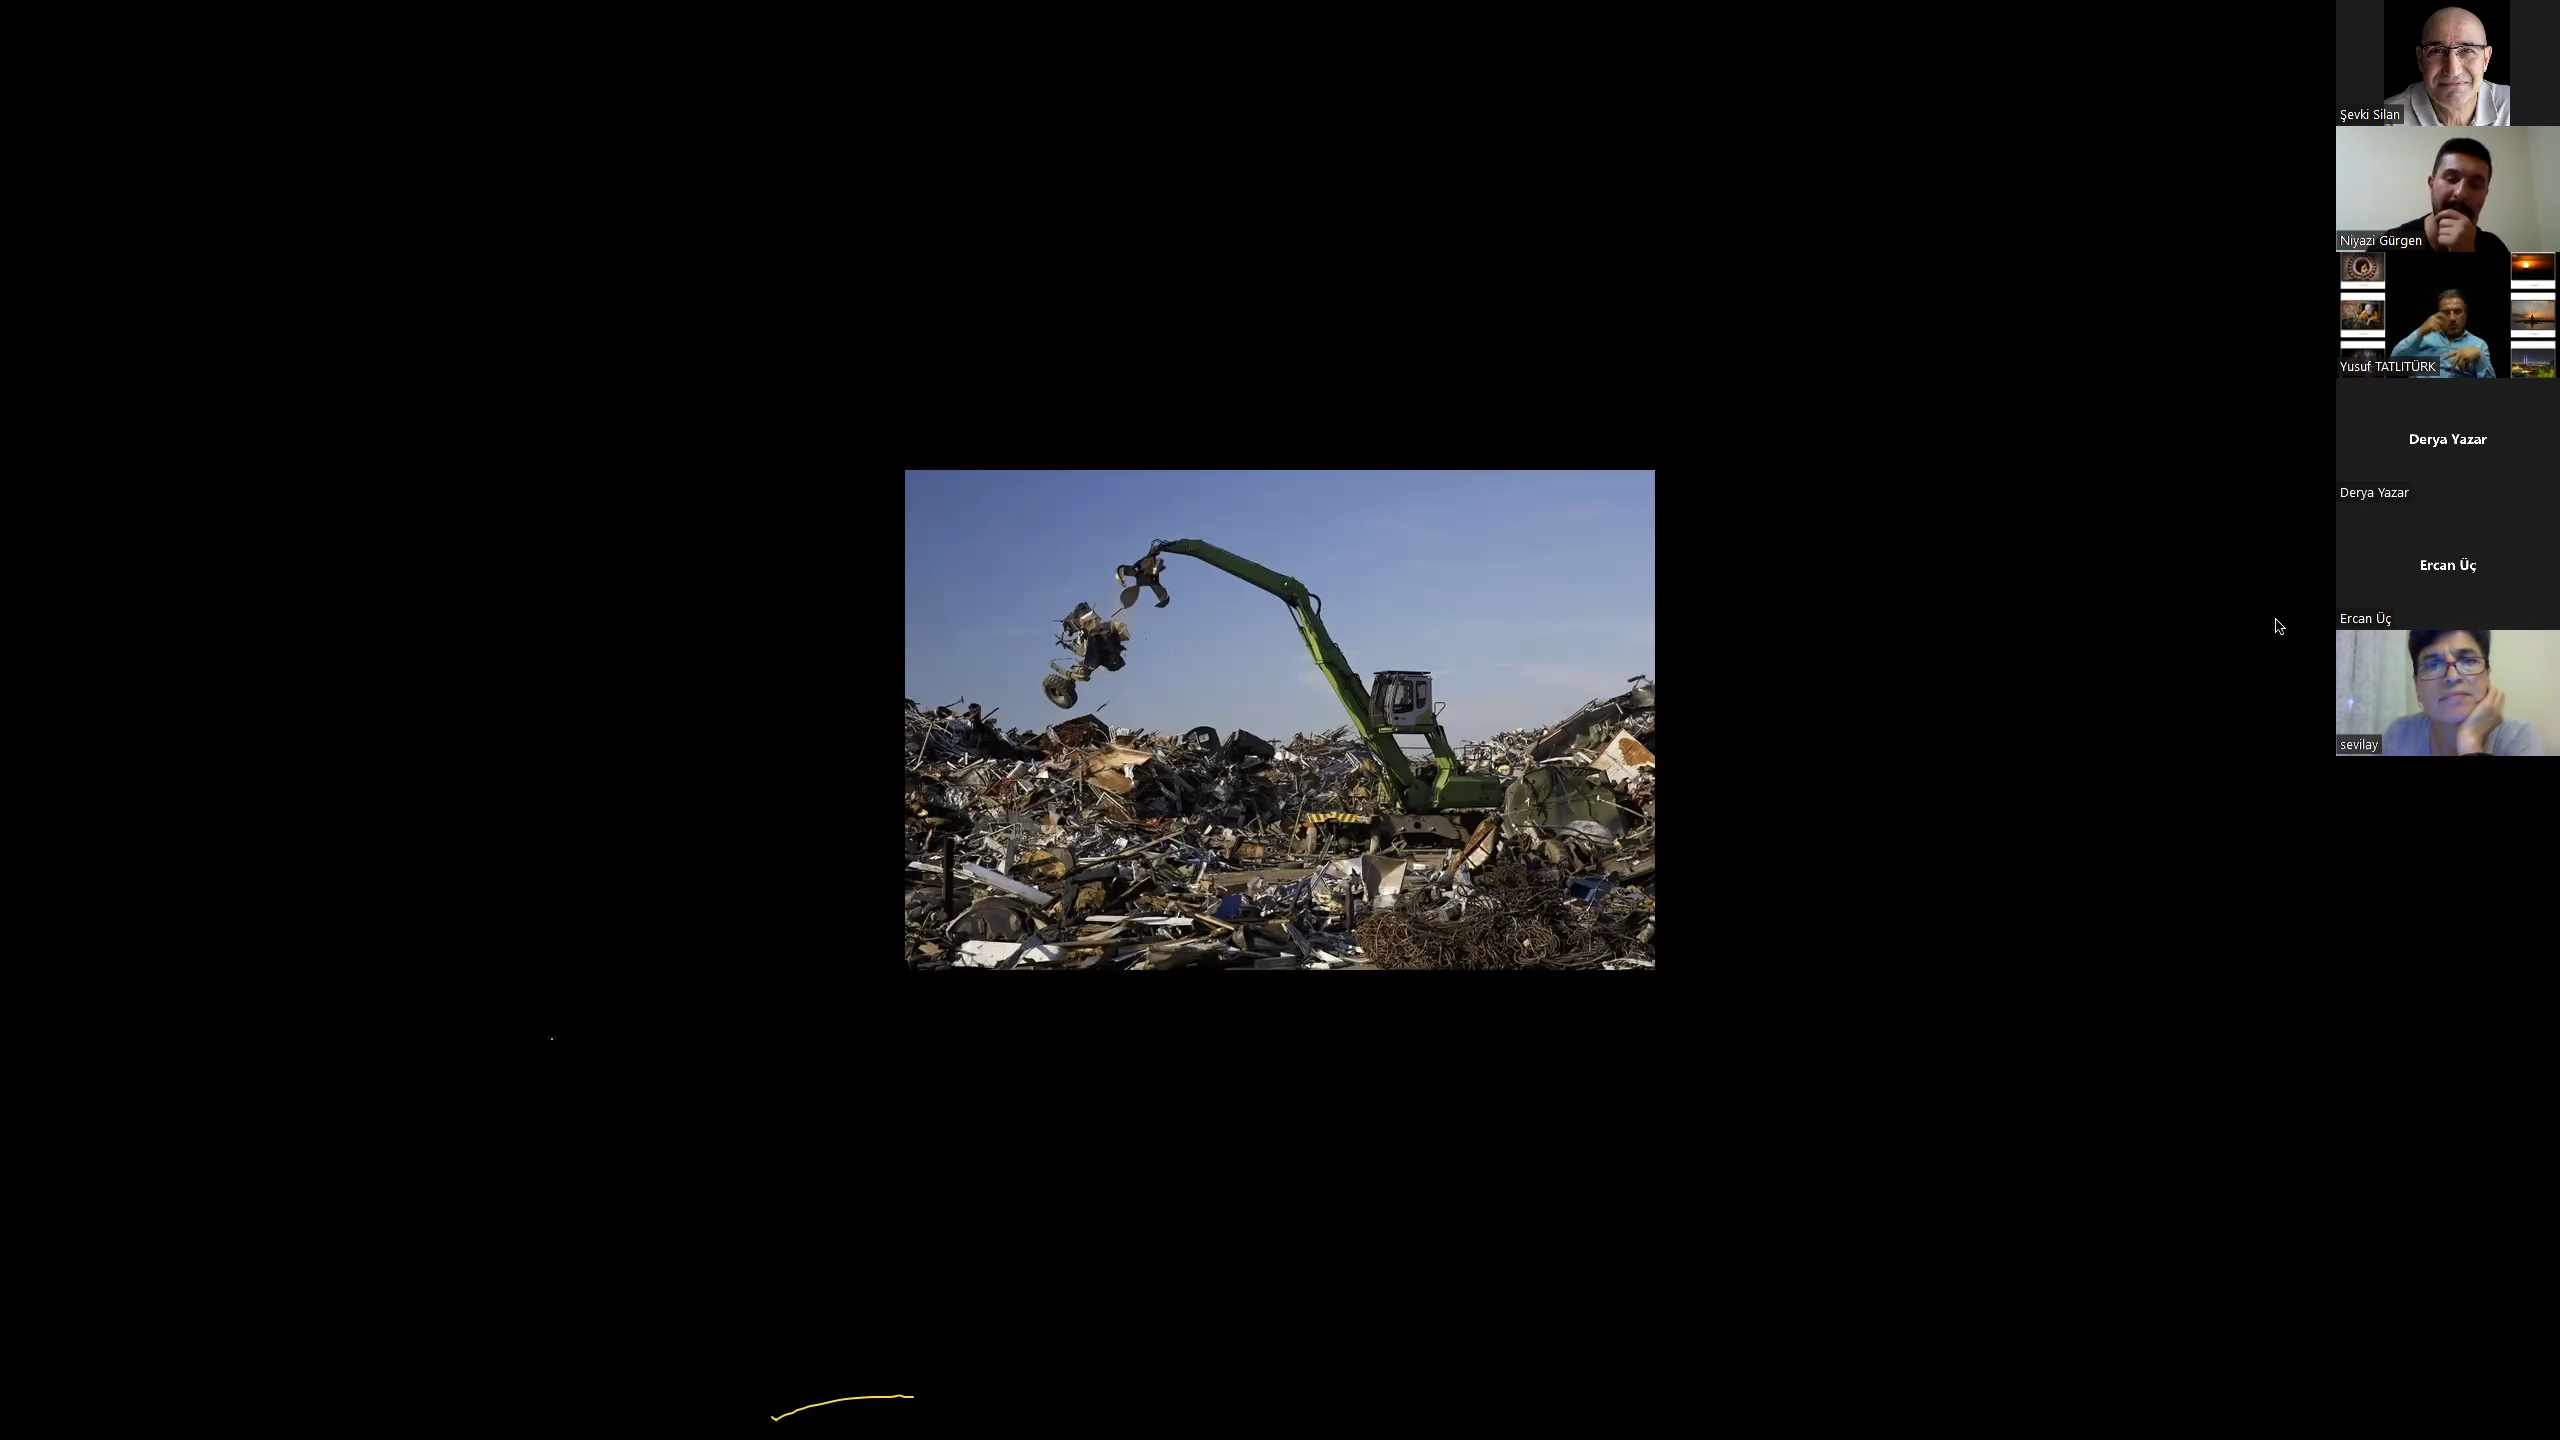 Şevki Silan
Niyazi Gürgen
Yusuf TATLITÜRK
Derya Yazar
Derya Yazar
Ercan Üç
Ercan Üç
sevilay